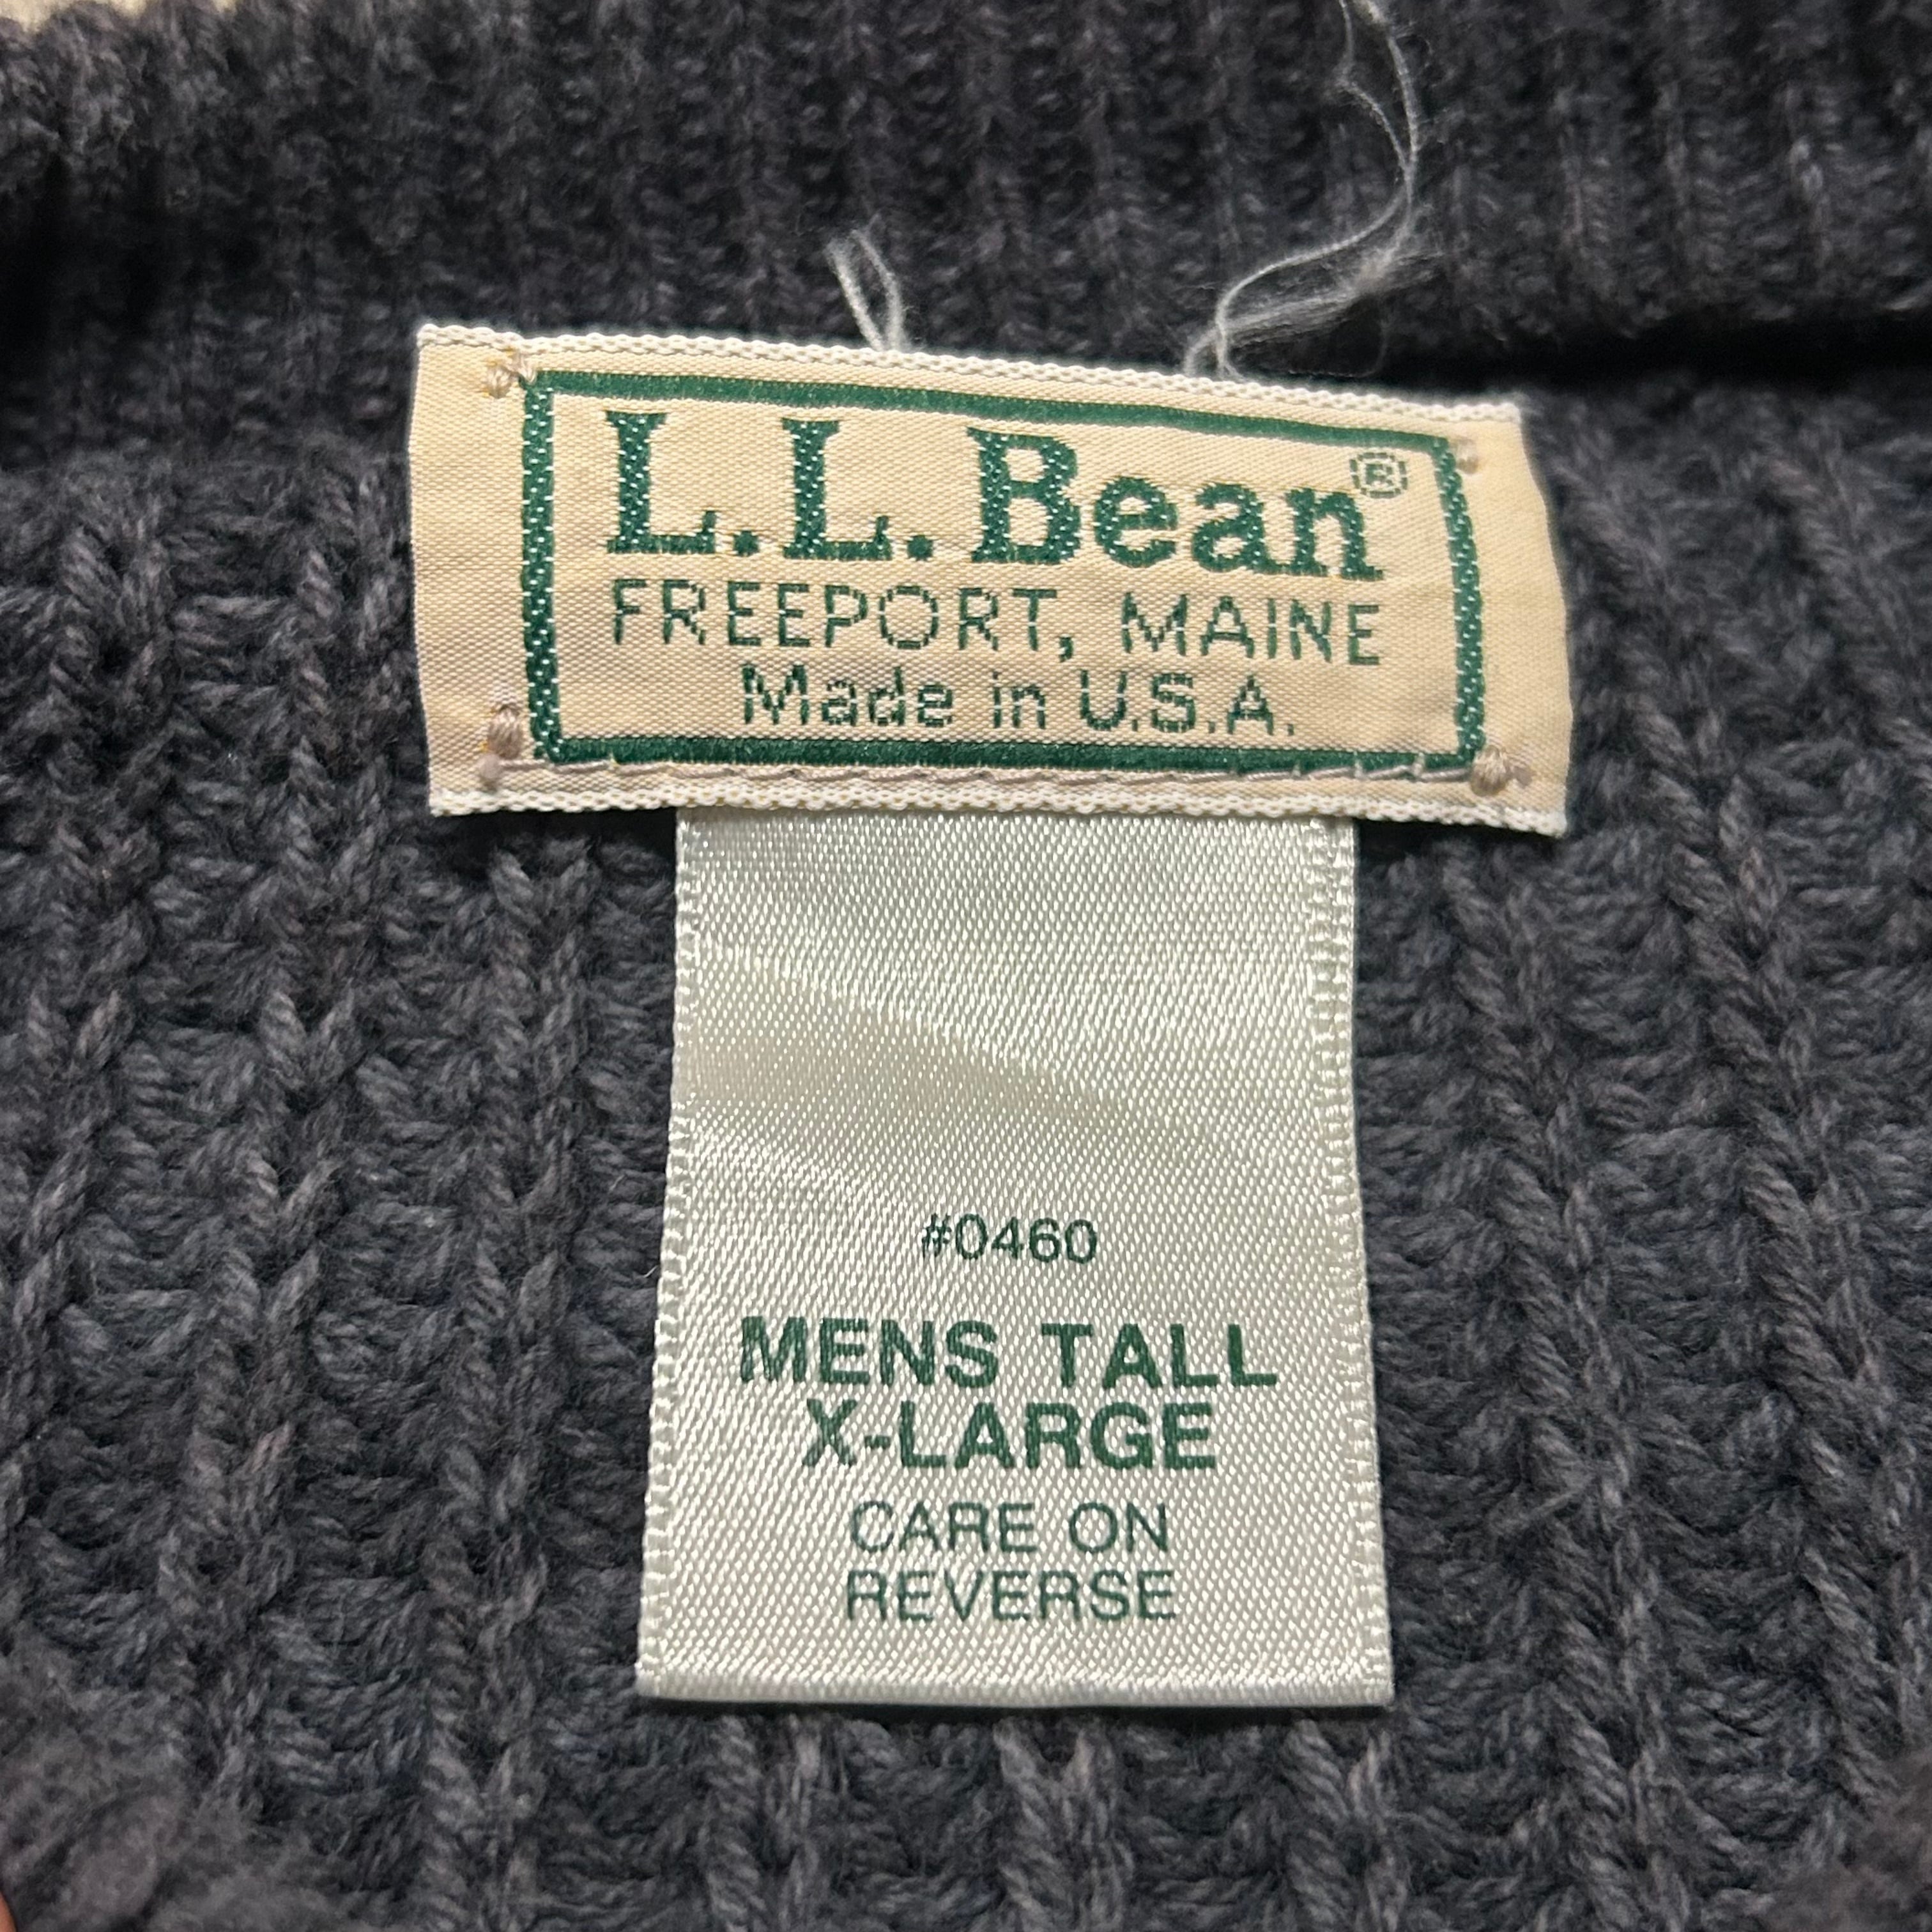 L.L.Bean®
FREEPORT, MAINE
Made in U.S.A.
#0460
MENS TALL
X-LARGE
CARE ON
REVERSE